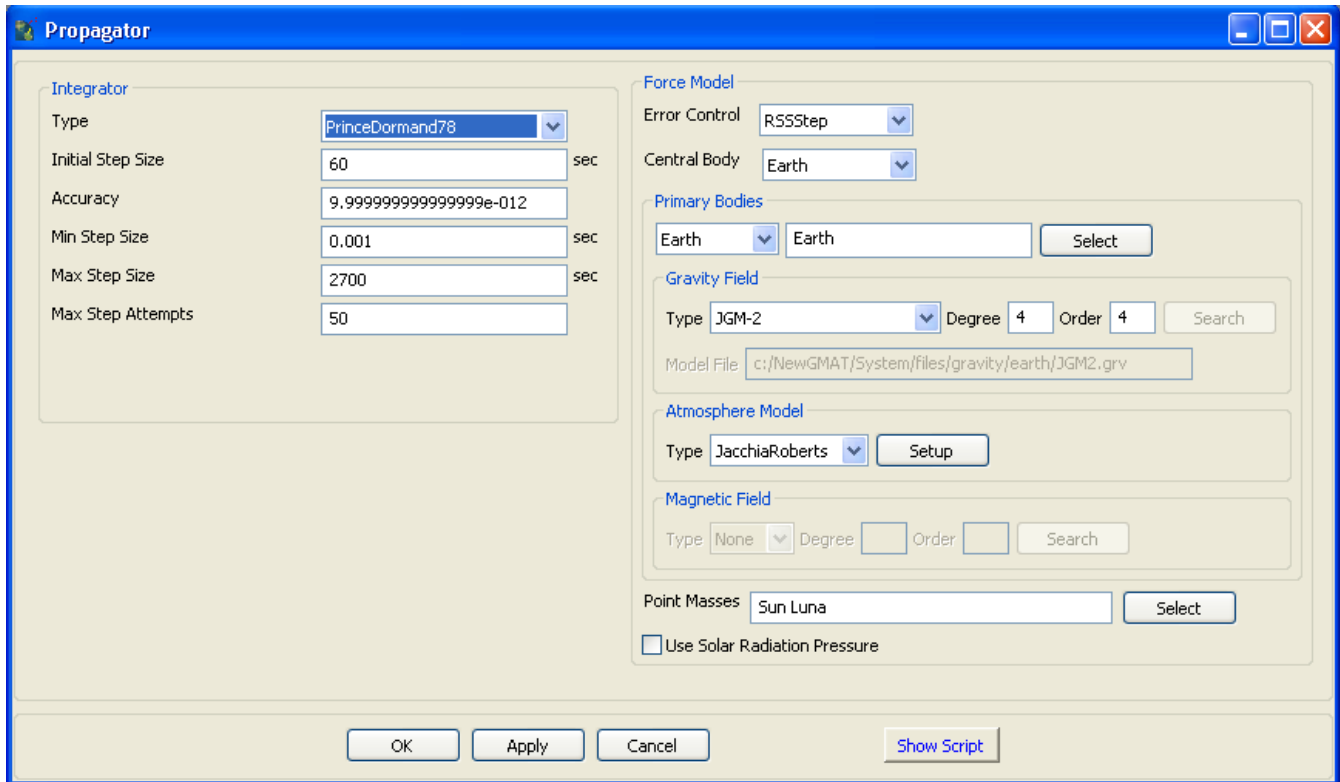 Propagator
Integrator
Type PrinceDormand78
Initial Step Size 60 sec
Accuracy 9.999999999999999e-012
Min Step Size 0.001 sec
Max Step Size 2700 sec
Max Step Attempts 50
Force Model
Error Control RSSStep
Central Body Earth
Primary Bodies
Earth Earth Select
Gravity Field
Type JGM-2 Degree 4 Order 4 Search
Model File c:/NewGMAT/System/files/gravity/earth/JGM2.grv
Atmosphere Model
Type JacchiaRoberts Setup
Magnetic Field
Type None Degree Order Search
Point Masses Sun Luna Select
Use Solar Radiation Pressure
OK Apply Cancel Show Script